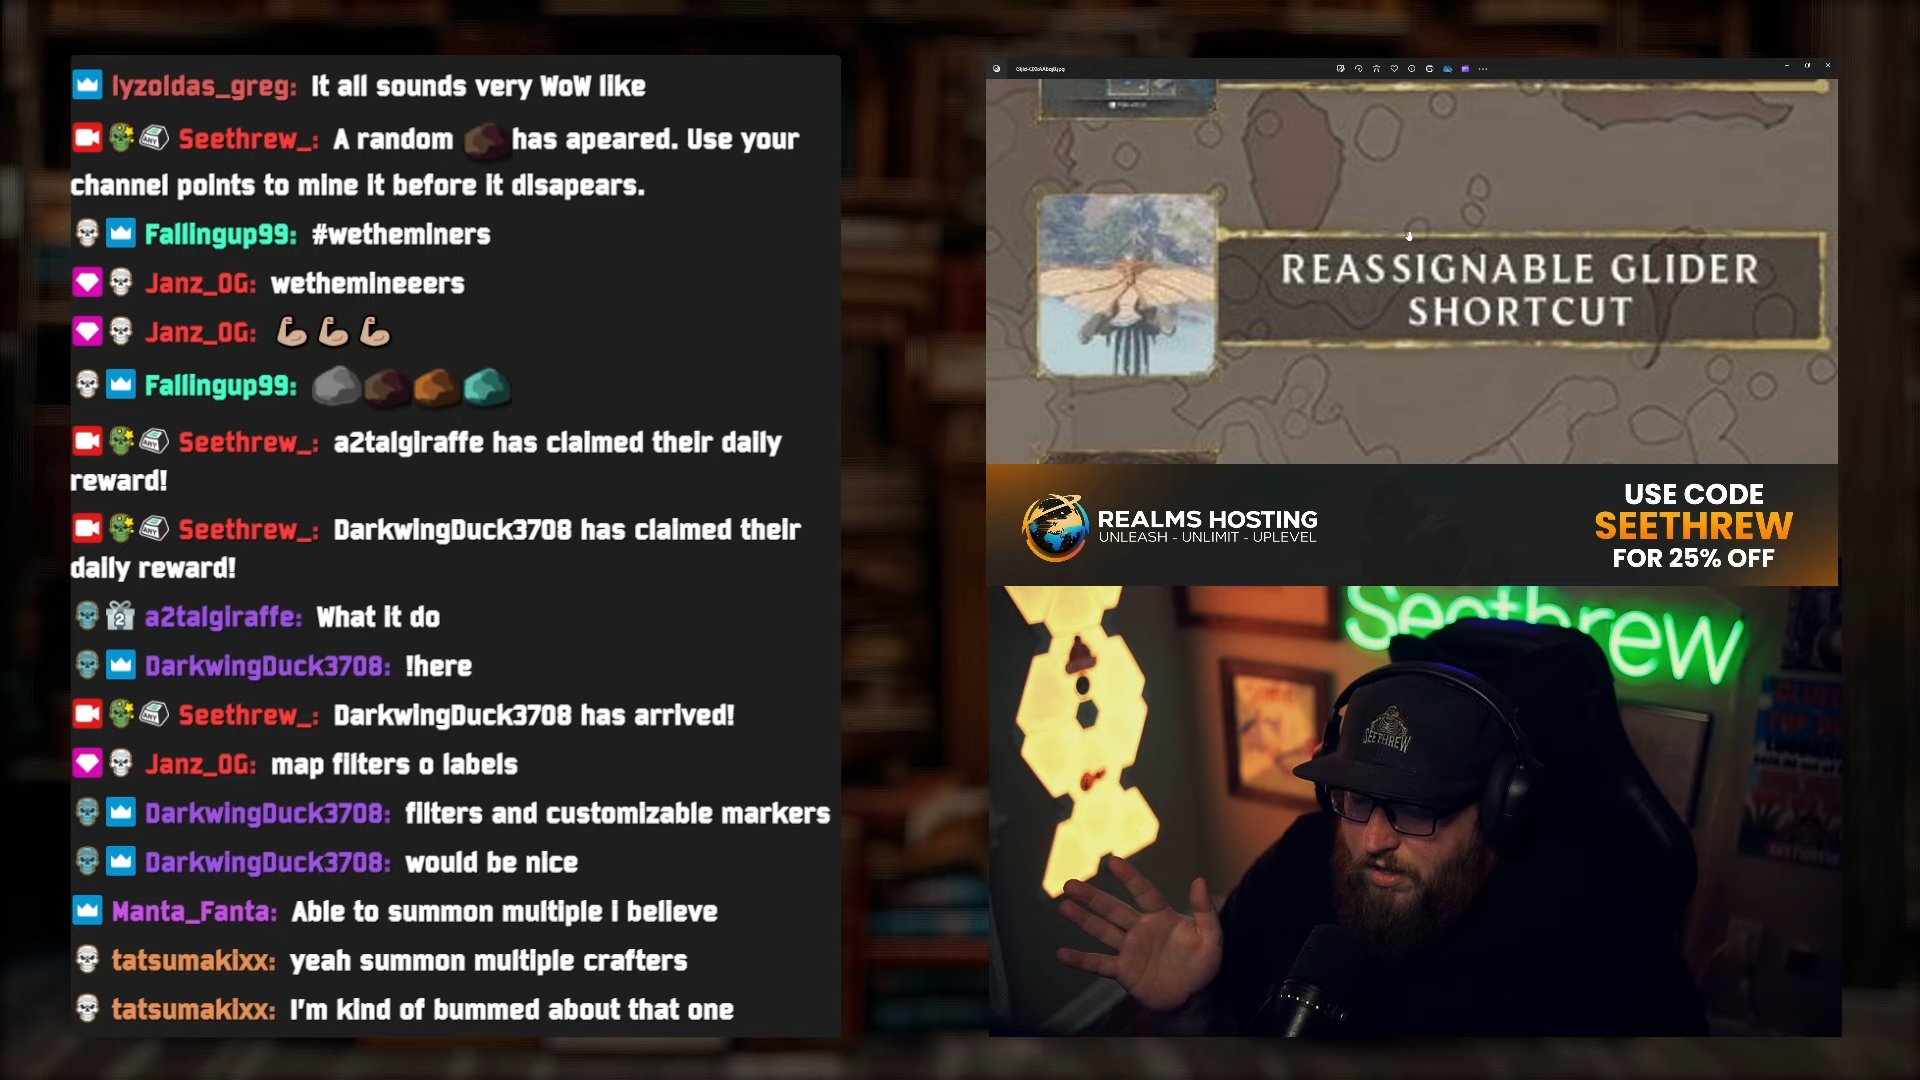 lyzoldas_greg: It all sounds very WoW like
Seethrew_: A random has apeared. Use your
channel points to mine it before it disapears.
Fallingup99: #wetheminers
Janz_OG: wethemineeers
Janz_OG:
Fallingup99:
Seethrew_: a2talgiraffe has claimed their daily
reward!
Seethrew_: DarkwingDuck3708 has claimed their
daily reward!
a2talgiraffe: What it do
DarkwingDuck3708: !here
Seethrew_: DarkwingDuck3708 has arrived!
Janz_OG: map filters o labels
DarkwingDuck3708: filters and customizable markers
DarkwingDuck3708: would be nice
Manta_Fanta: Able to summon multiple i believe
tatsumakixx: yeah summon multiple crafters
tatsumakixx: I'm kind of bummed about that one
REASSIGNABLE GLIDER
SHORTCUT
REALMS HOSTING
UNLEASH - UNLIMIT - UPLEVEL
USE CODE
SEETHREW
FOR 25% OFF
Seethrew
SEETHREW